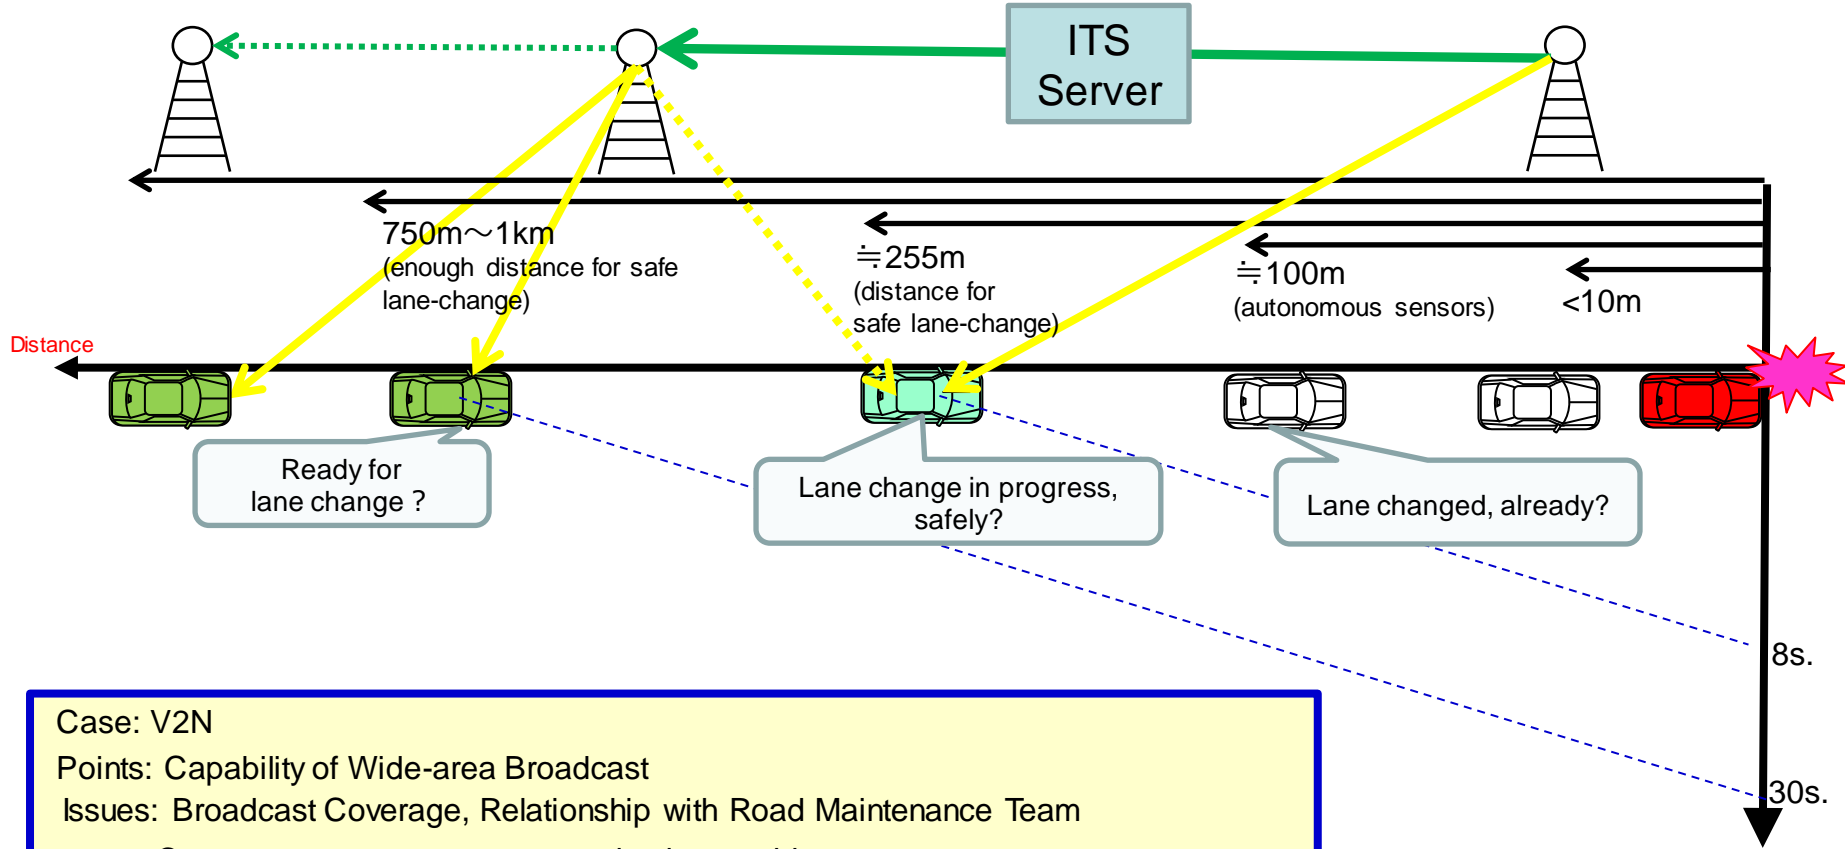 ITS
Server
750m～1km
(enough distance for safe
lane-change)
≒255m
(distance for
safe lane-change)
≒100m
(autonomous sensors)
<10m
Distance
Ready for
lane change ?
Lane change in progress,
safely?
Lane changed, already?
8s.
30s.
Case: V2N
Points: Capability of Wide-area Broadcast
Issues: Broadcast Coverage, Relationship with Road Maintenance Team